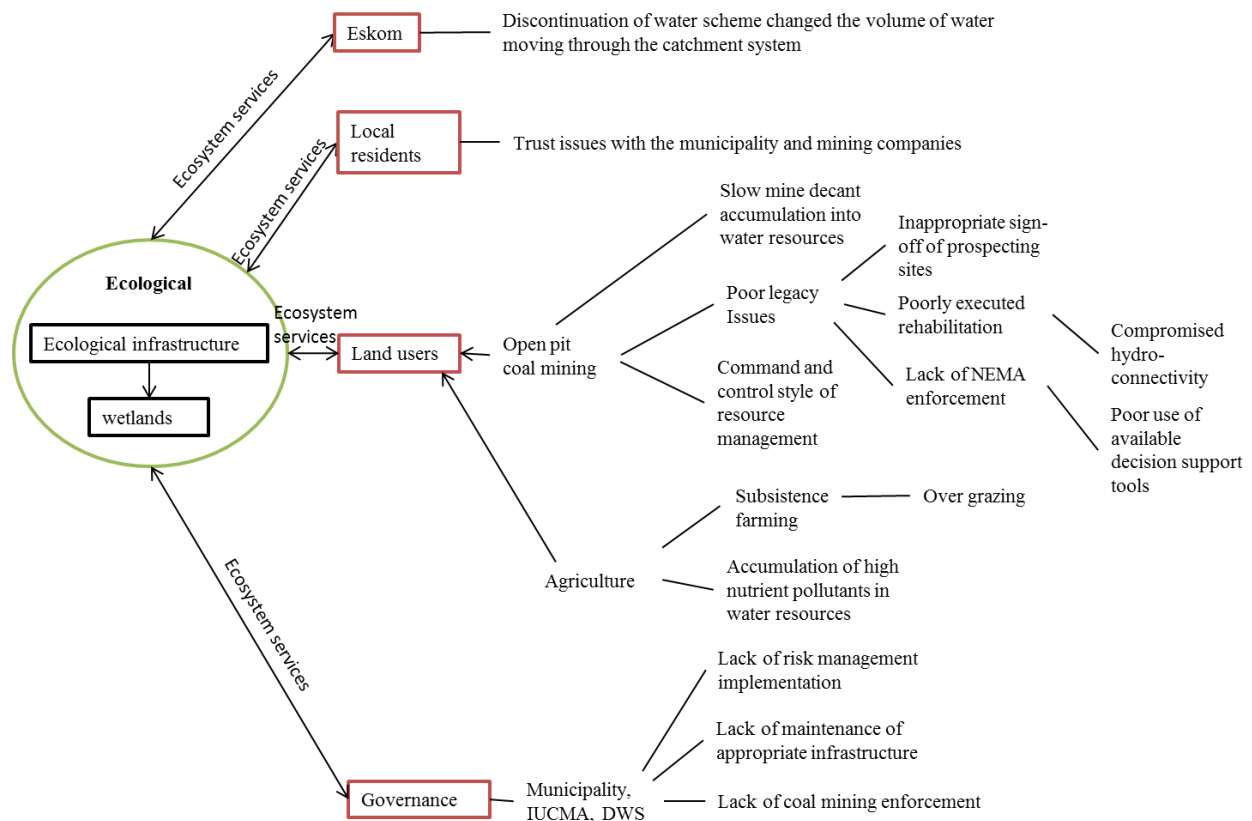 Eskom
Discontinuation of water scheme changed the volume of water
moving through the catchment system
Ecosystem services
Local
residents
Trust issues with the municipality and mining companies
Ecosystem services
Ecological
Ecological infrastructure
wetlands
Ecosystem
services
Land users
Open pit
coal mining
Slow mine decant
accumulation into
water resources
Poor legacy
Issues
Command and
control style of
resource
management
Inappropriate sign-
off of prospecting
sites
Poorly executed
rehabilitation
Lack of NEMA
enforcement
Compromised
hydro-
connectivity
Poor use of
available
decision support
tools
Agriculture
Subsistence
farming
Over grazing
Accumulation of high
nutrient pollutants in
water resources
Ecosystem services
Governance
Municipality,
IUCMA, DWS
Lack of risk management
implementation
Lack of maintenance of
appropriate infrastructure
Lack of coal mining enforcement